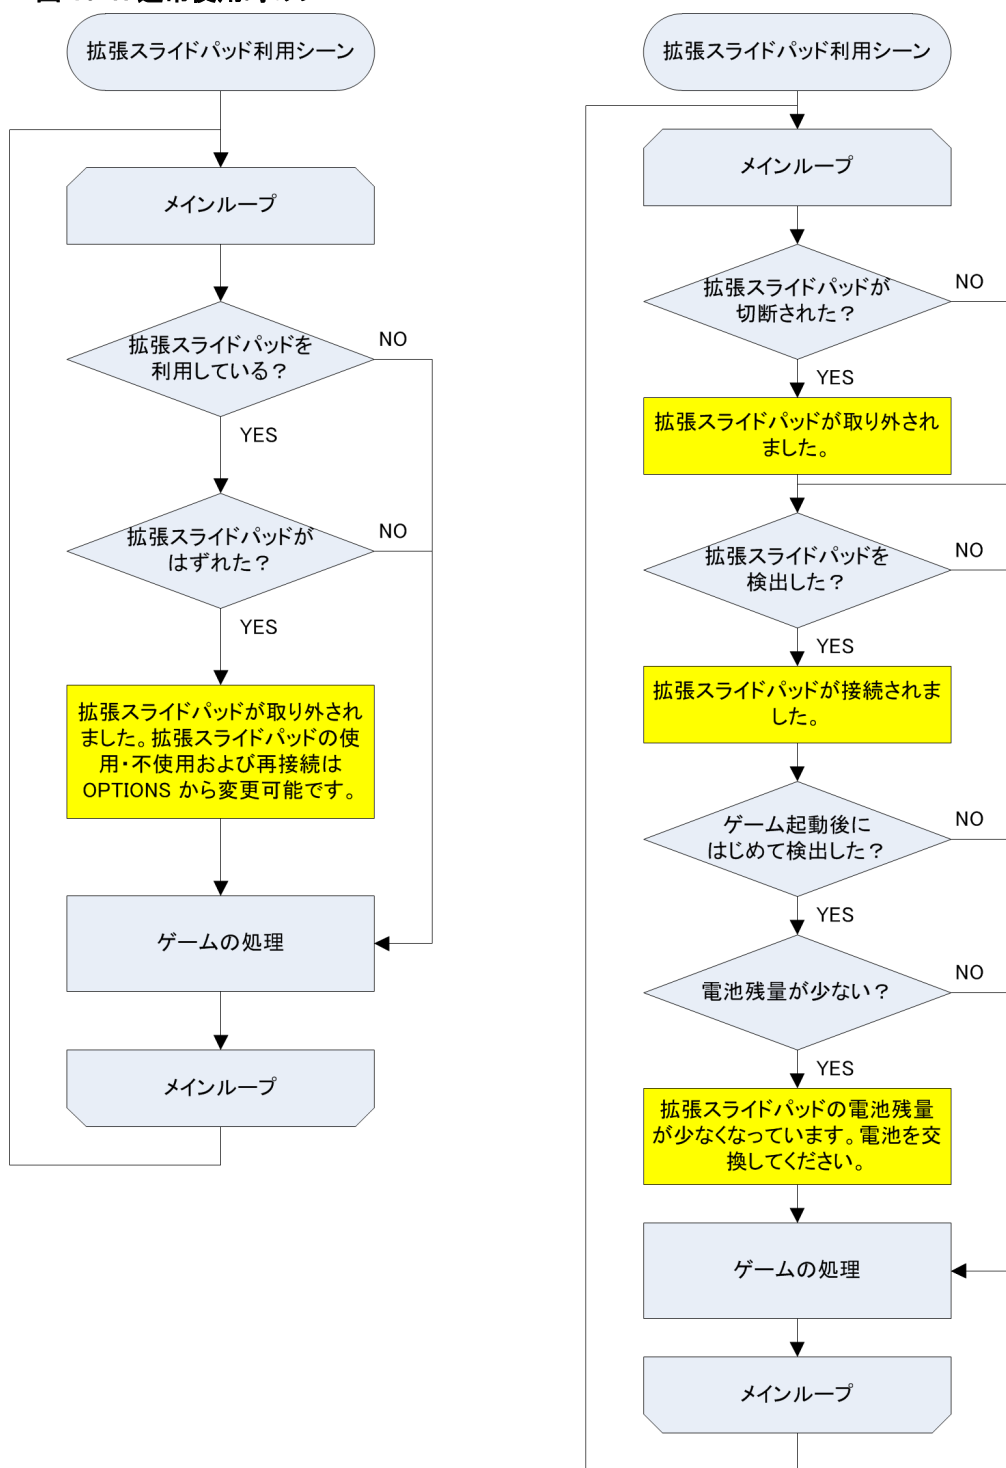 拡張スライドパッド利用シーン
メインループ
拡張スライドパッドを
利用している？
NO
YES
拡張スライドパッドが
はずれた？
NO
YES
拡張スライドパッドが取り外され
ました。拡張スライドパッドの使
用・不使用および再接続は
OPTIONS から変更可能です。
ゲームの処理
メインループ
拡張スライドパッド利用シーン
メインループ
拡張スライドパッドが
切断された？
NO
YES
拡張スライドパッドが取り外され
ました。
拡張スライドパッドを
検出した？
NO
YES
拡張スライドパッドが接続されま
した。
ゲーム起動後に
はじめて検出した？
NO
YES
電池残量が少ない？
NO
YES
拡張スライドパッドの電池残量
が少なくなっています。電池を交
換してください。
ゲームの処理
メインループ